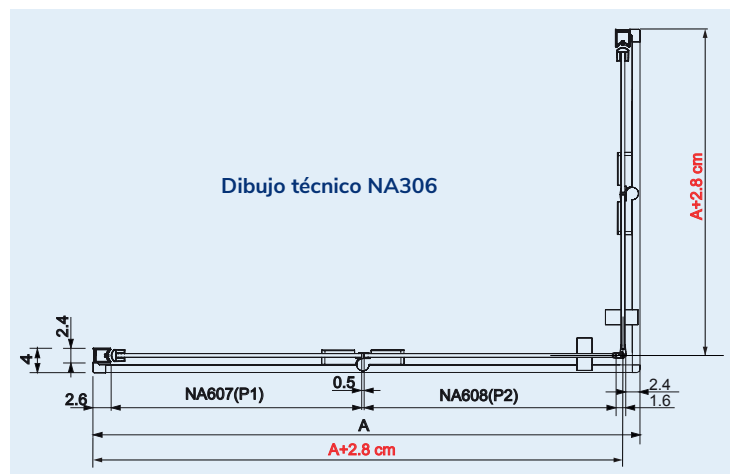 Dibujo técnico NA306
A+2.8 cm
2.4
4
2.6
NA607(P1)
0.5
NA608(P2)
2.4
1.6
A
A+2.8 cm